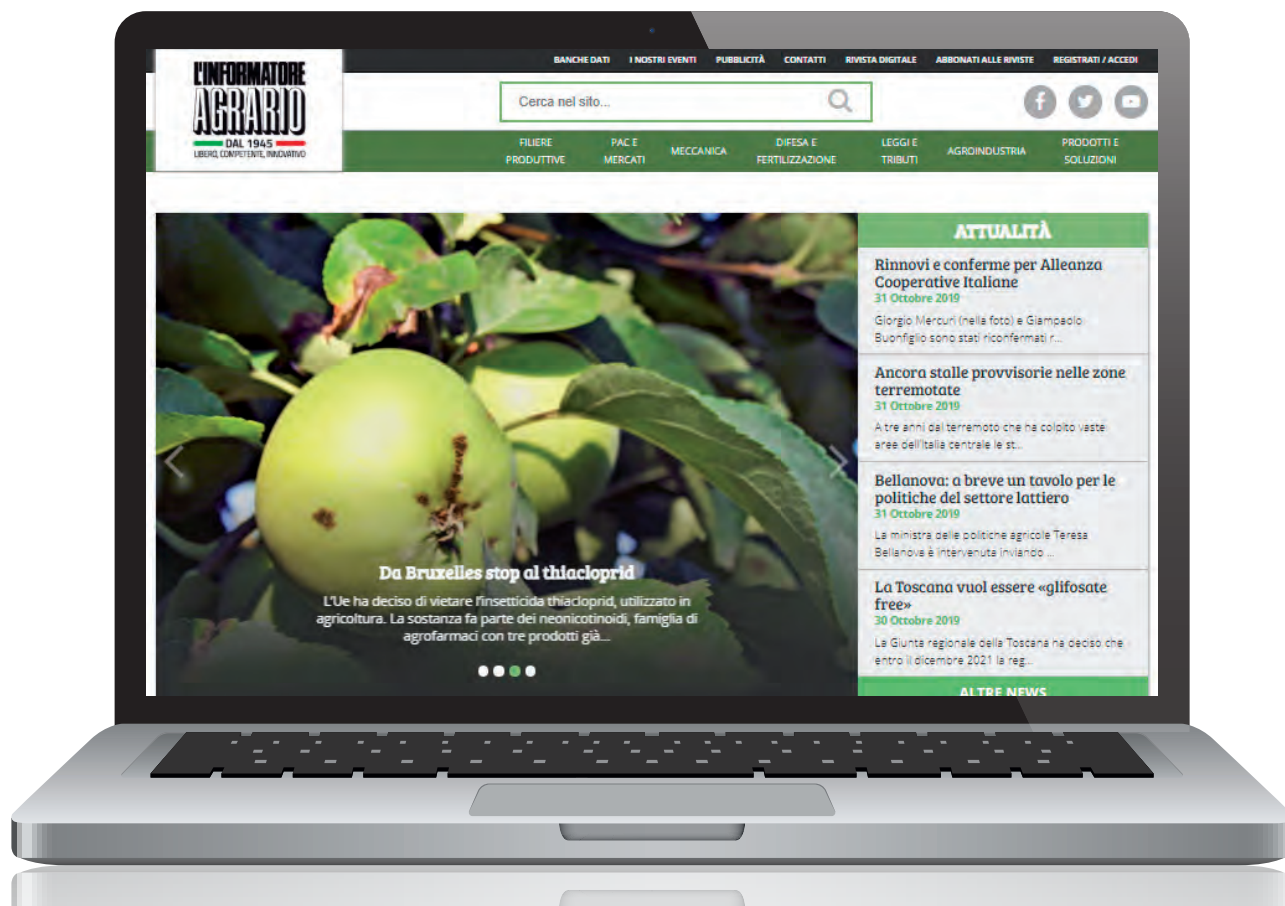 BANCHE DATI I NOSTRI EVENTI PUBBLICITÀ CONTATTI RIVISTA DIGITALE ABBONATI ALLE RIVISTE REGISTRATI / ACCEDI
L'INFORMATORE
AGRARIO
DAL 1945
LIBERO, COMPETENTE, INNOVATIVO
Cerca nel sito...
FILIERE
PRODUTTIVE
PAC E
MERCATI
MECCANICA
DIFESA E
FERTILIZZAZIONE
LEGGI E
TRIBUTI
AGROINDUSTRIA
PRODOTTI E
SOLUZIONI
Da Bruxelles stop al thiacloprid
L'Ue ha deciso di vietare l'insetticida thiacloprid, utilizzato in
agricoltura. La sostanza fa parte dei neonicotinoidi, famiglia di
agrofarmaci con tre prodotti già...
ATTUALITÀ
Rinnovi e conferme per Alleanza
Cooperative Italiane
31 Ottobre 2019
Giorgio Mercuri (nella foto) e Giampaolo
Buonfiglio sono stati riconfermati r...
Ancora stalle provvisorie nelle zone
terremotate
31 Ottobre 2019
A tre anni dal terremoto che ha colpito vaste
aree dell'Italia centrale le st...
Bellanova: a breve un tavolo per le
politiche del settore lattiero
31 Ottobre 2019
La ministra delle politiche agricole Teresa
Bellanova è intervenuta inviando ...
La Toscana vuol essere «glifosate
free»
30 Ottobre 2019
La Giunta regionale della Toscana ha deciso che
entro il dicembre 2021 la reg...
ALTRE NEWS